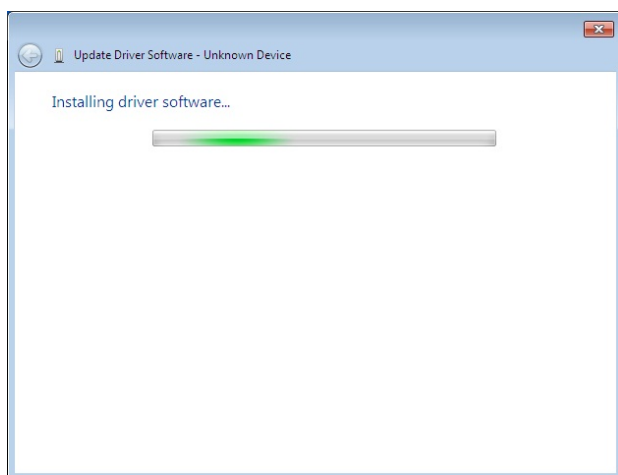 Update Driver Software - Unknown Device
Installing driver software...